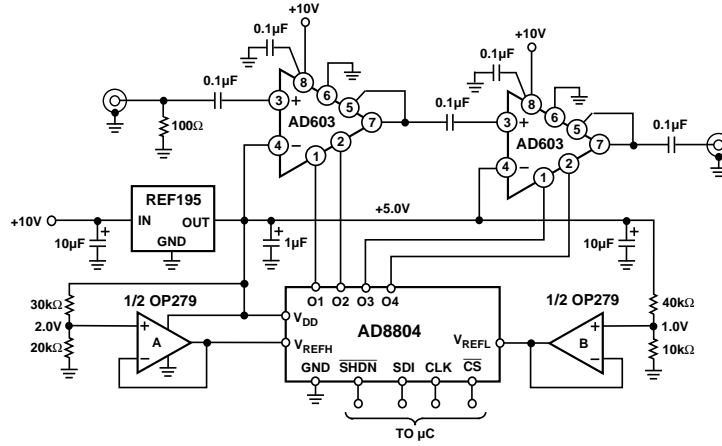 +10V
0.1µF
8
6
5
0.1µF
3
+
AD603
7
100Ω
4
–
2
1
+10V
0.1µF
8
6
5
0.1µF
3
+
AD603
7
0.1µF
4
–
2
1
REF195
+10V
IN
OUT
GND
+5.0V
10µF
+
1µF
+
10µF
+
30kΩ
2.0V
20kΩ
1/2 OP279
+
A
–
O1 O2 O3 O4
VDD
AD8804
VREFH
VREFL
GND SHDN SDI CLK CS
TO µC
1/2 OP279
+
B
–
40kΩ
1.0V
10kΩ